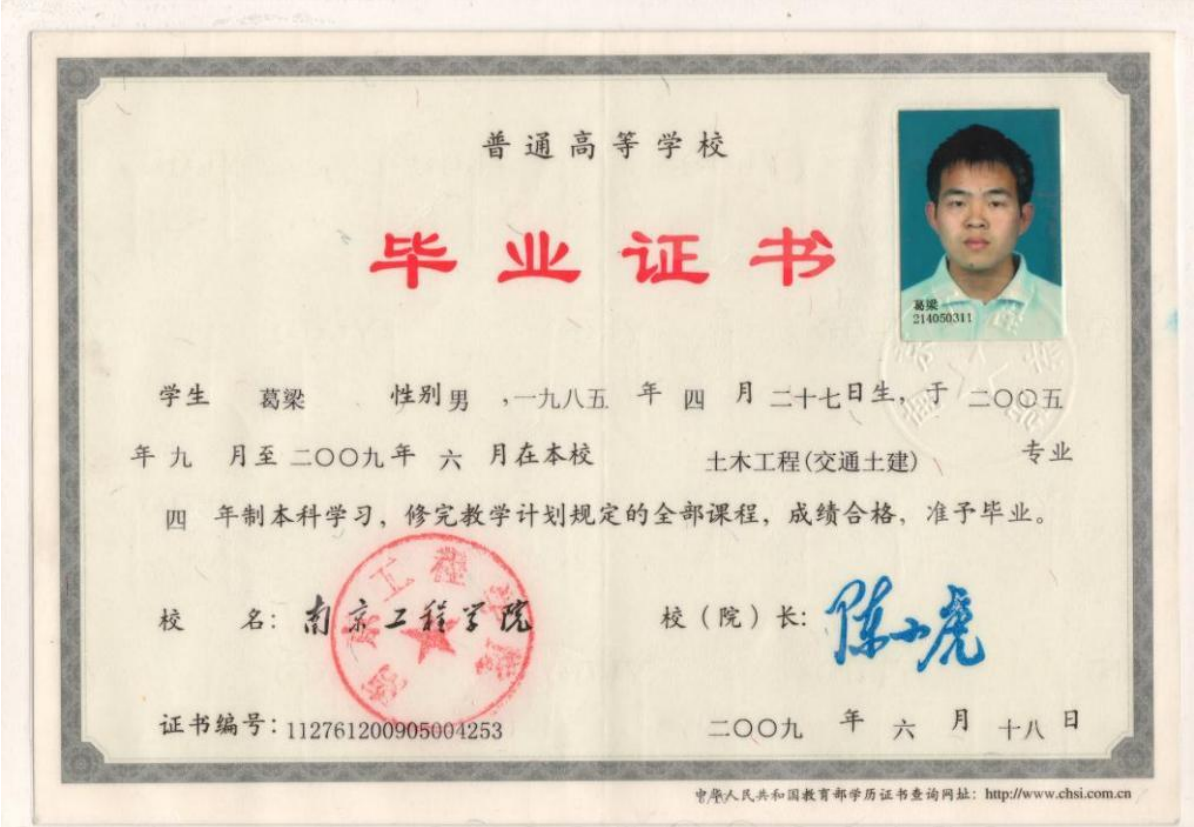 普通高等学校
毕业证书
葛梁
214050311
学生 葛梁 性别 男 ，一九八五 年 四 月 二十七 日生，于 二〇〇五
年 九 月至 二〇〇九 年 六 月在本校 土木工程(交通土建) 专业
四 年制本科学习，修完教学计划规定的全部课程，成绩合格，准予毕业。
校 名：南京工程学院 校（院）长：陈小虎
南京工程学院
证书编号：112761200905004253 二〇〇九 年 六 月 十八 日
中华人民共和国教育部学历证书查询网址：http://www.chsi.com.cn